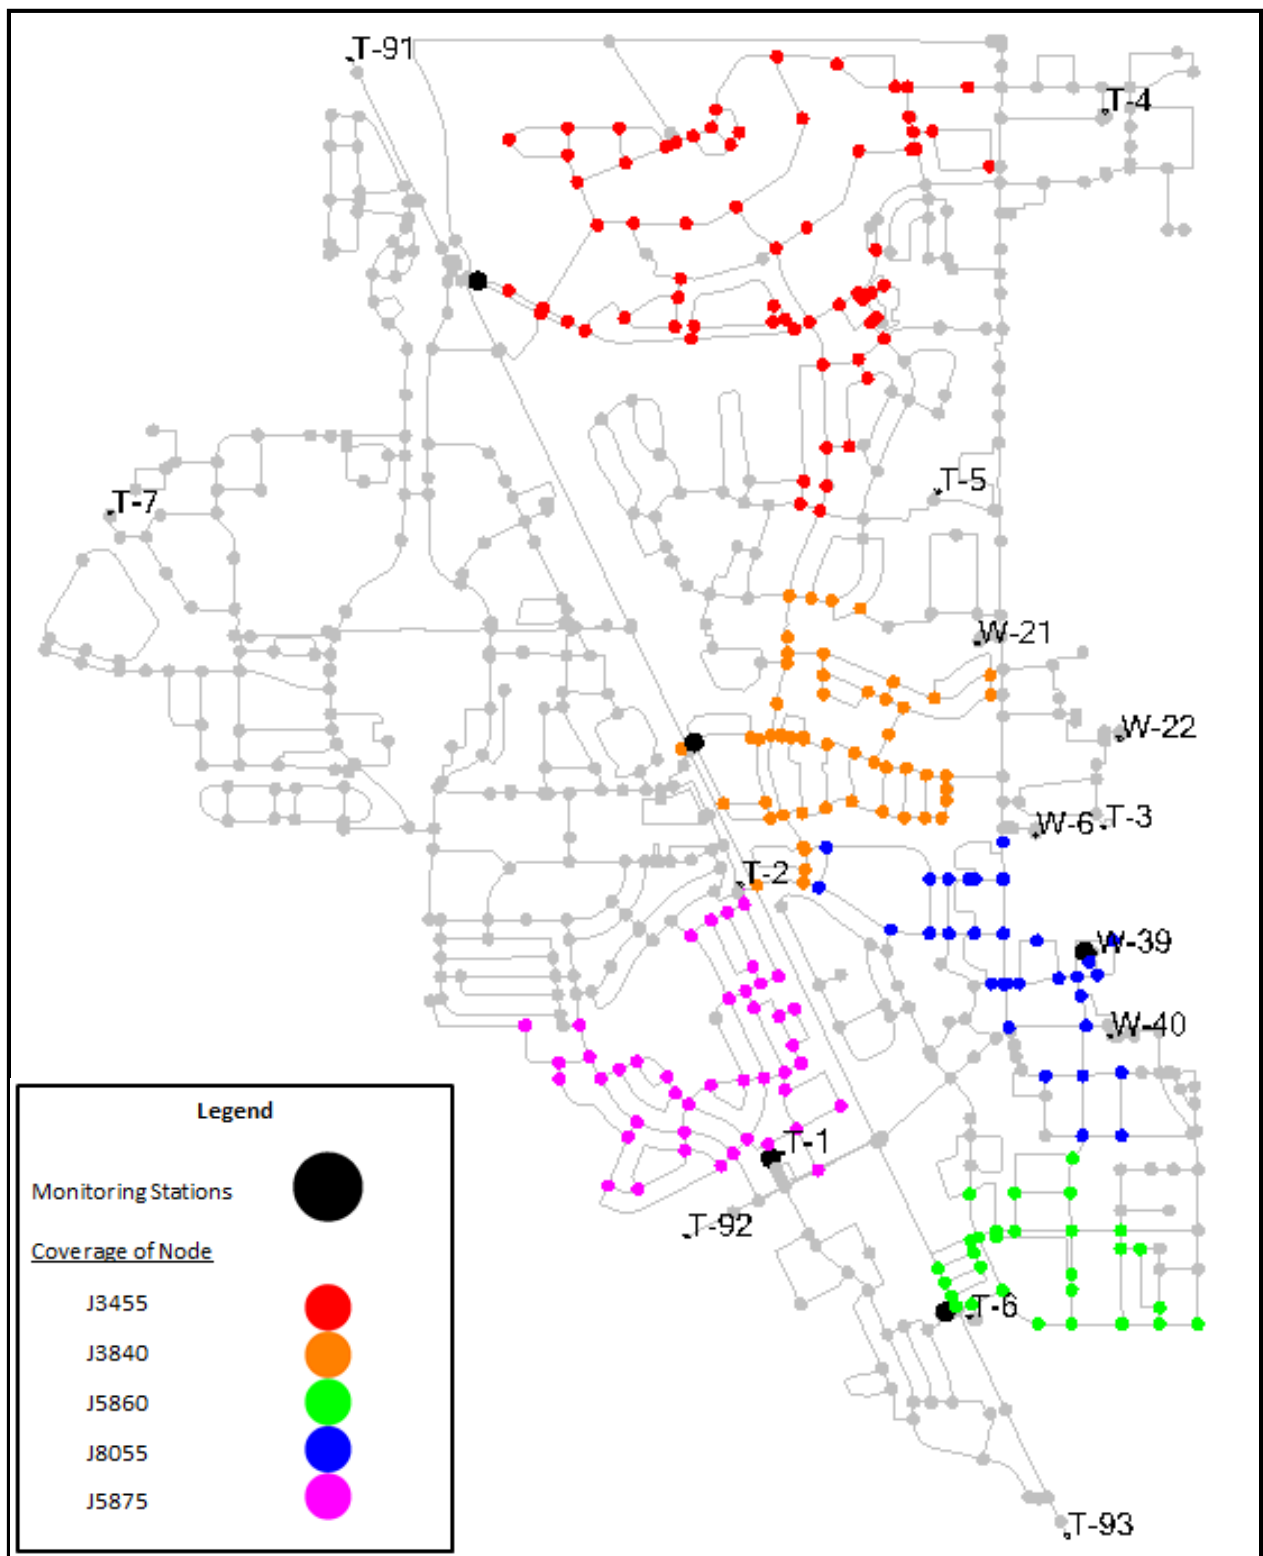 T-91
T-4
T-5
T-7
W-21
W-22
T-3
W-6
T-2
W-39
W-40
T-1
T-92
T-6
T-93
Legend
Monitoring Stations
Coverage of Node
J3455
J3840
J5860
J8055
J5875